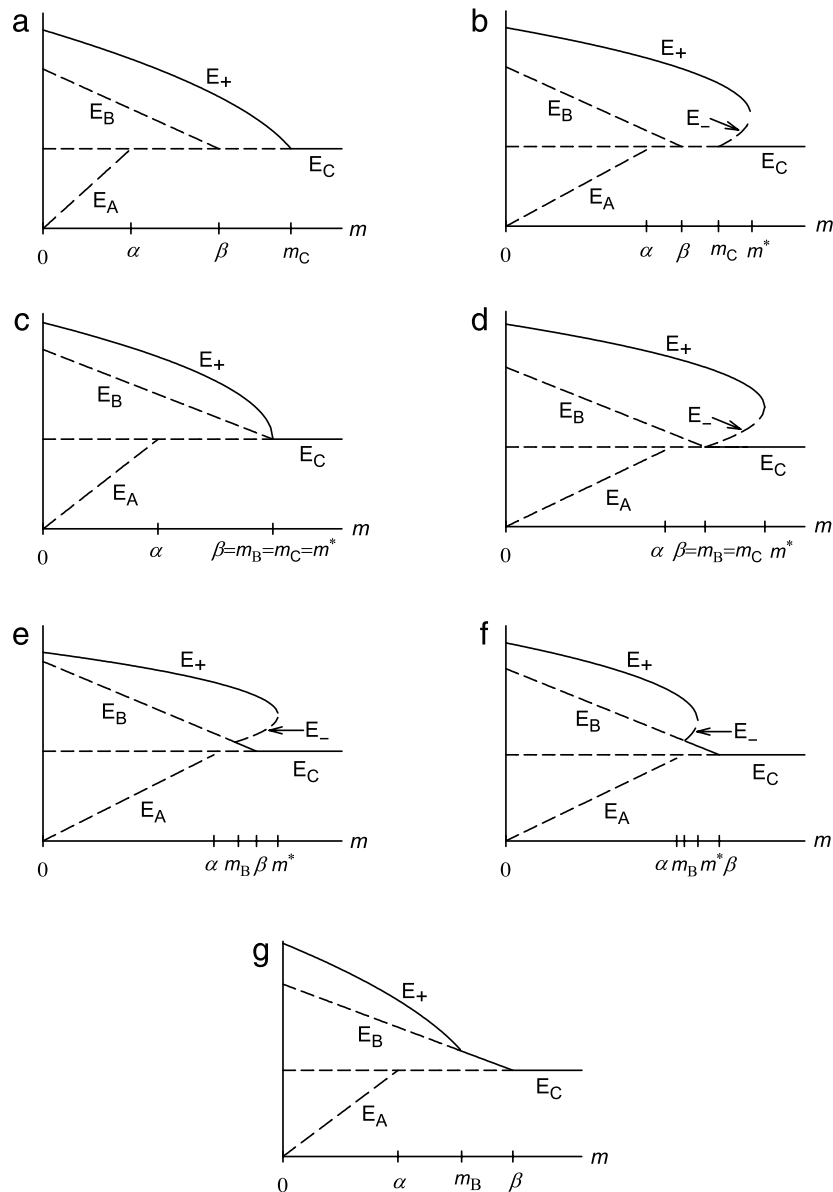 a
E+
EB
EC
EA
m
0 α β mC
b
E+
E−
EB
EC
EA
m
0 α β mC m*
c
E+
EB
EC
EA
m
0 α β=mB=mC=m*
d
E+
E−
EB
EC
EA
m
0 α β=mB=mC m*
e
E+
EB
E−
EC
EA
m
0 α mB β m*
f
E+
EB
E−
EC
EA
m
0 α mB m* β
g
E+
EB
EC
EA
m
0 α mB β